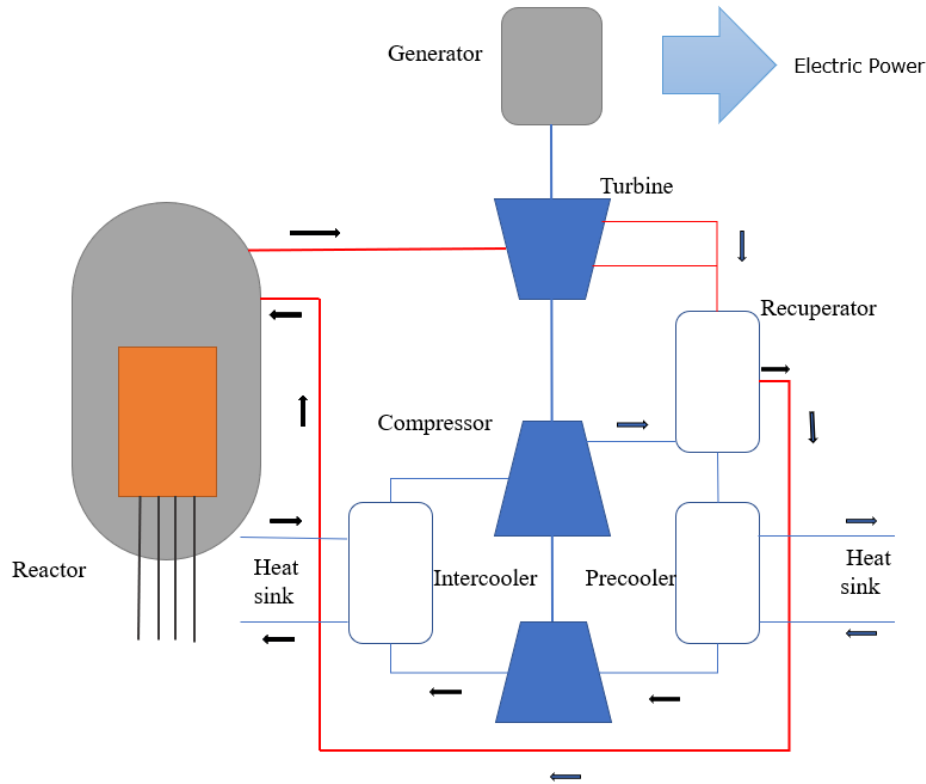 Generator
Electric Power
Turbine
Recuperator
Compressor
Reactor
Heat
sink
Intercooler
Precooler
Heat
sink